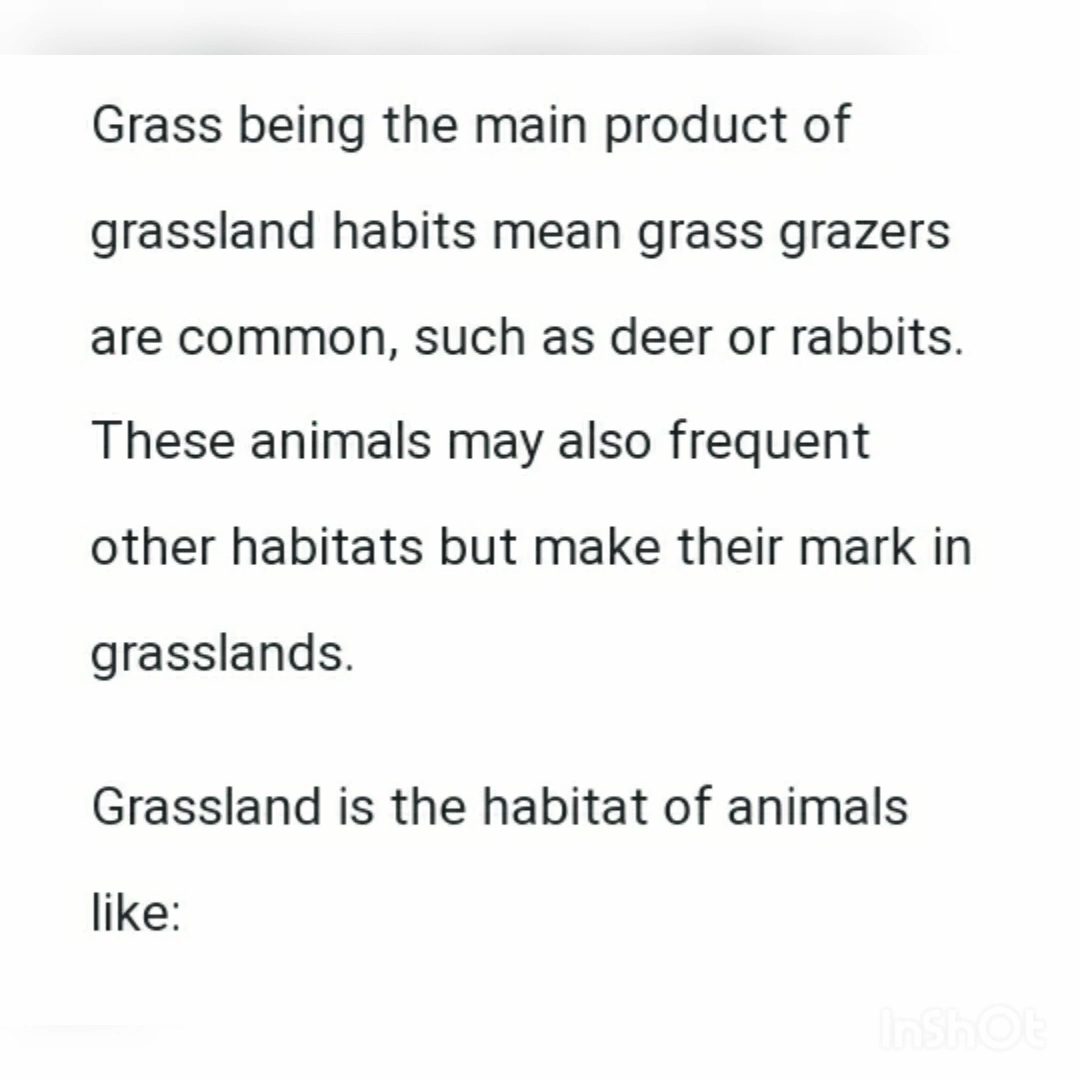 Grass being the main product of
grassland habits mean grass grazers
are common, such as deer or rabbits.
These animals may also frequent
other habitats but make their mark in
grasslands.
Grassland is the habitat of animals
like:
InShOt